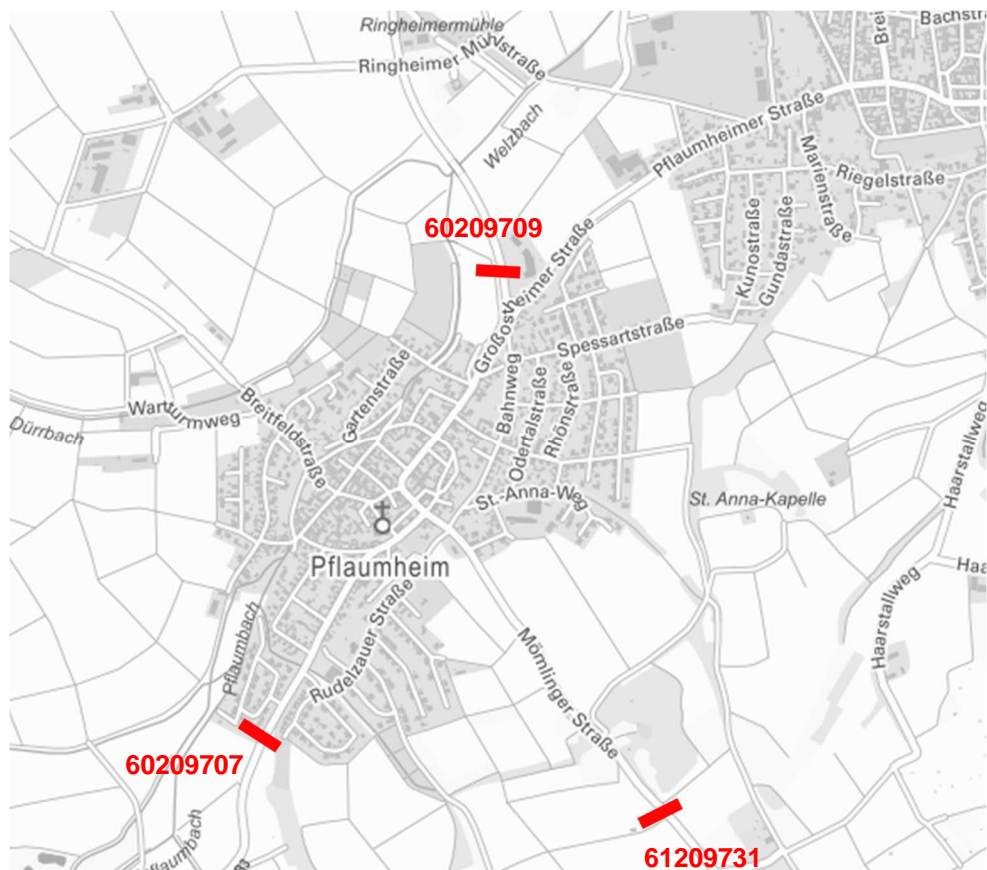 Ringheimermühle
Bachstra
Brei
Ringheimer Mühlstraße
Welzbach
Pflaumheimer Straße
Marienstraße
Riegelstraße
60209709
Kunostraße
Gundastraße
Großostheimer Straße
Spessartstraße
Gartenstraße
Bahnweg
Odertalstraße
Rhönstraße
Wartturmweg
Breitfeldstraße
Dürrbach
Haarstallweg
St.-Anna-Weg
St. Anna-Kapelle
Pflaumheim
Haa
Haarstallweg
Pflaumbach
Rudelzauer Straße
Mömlinger Straße
60209707
flaumbach
61209731